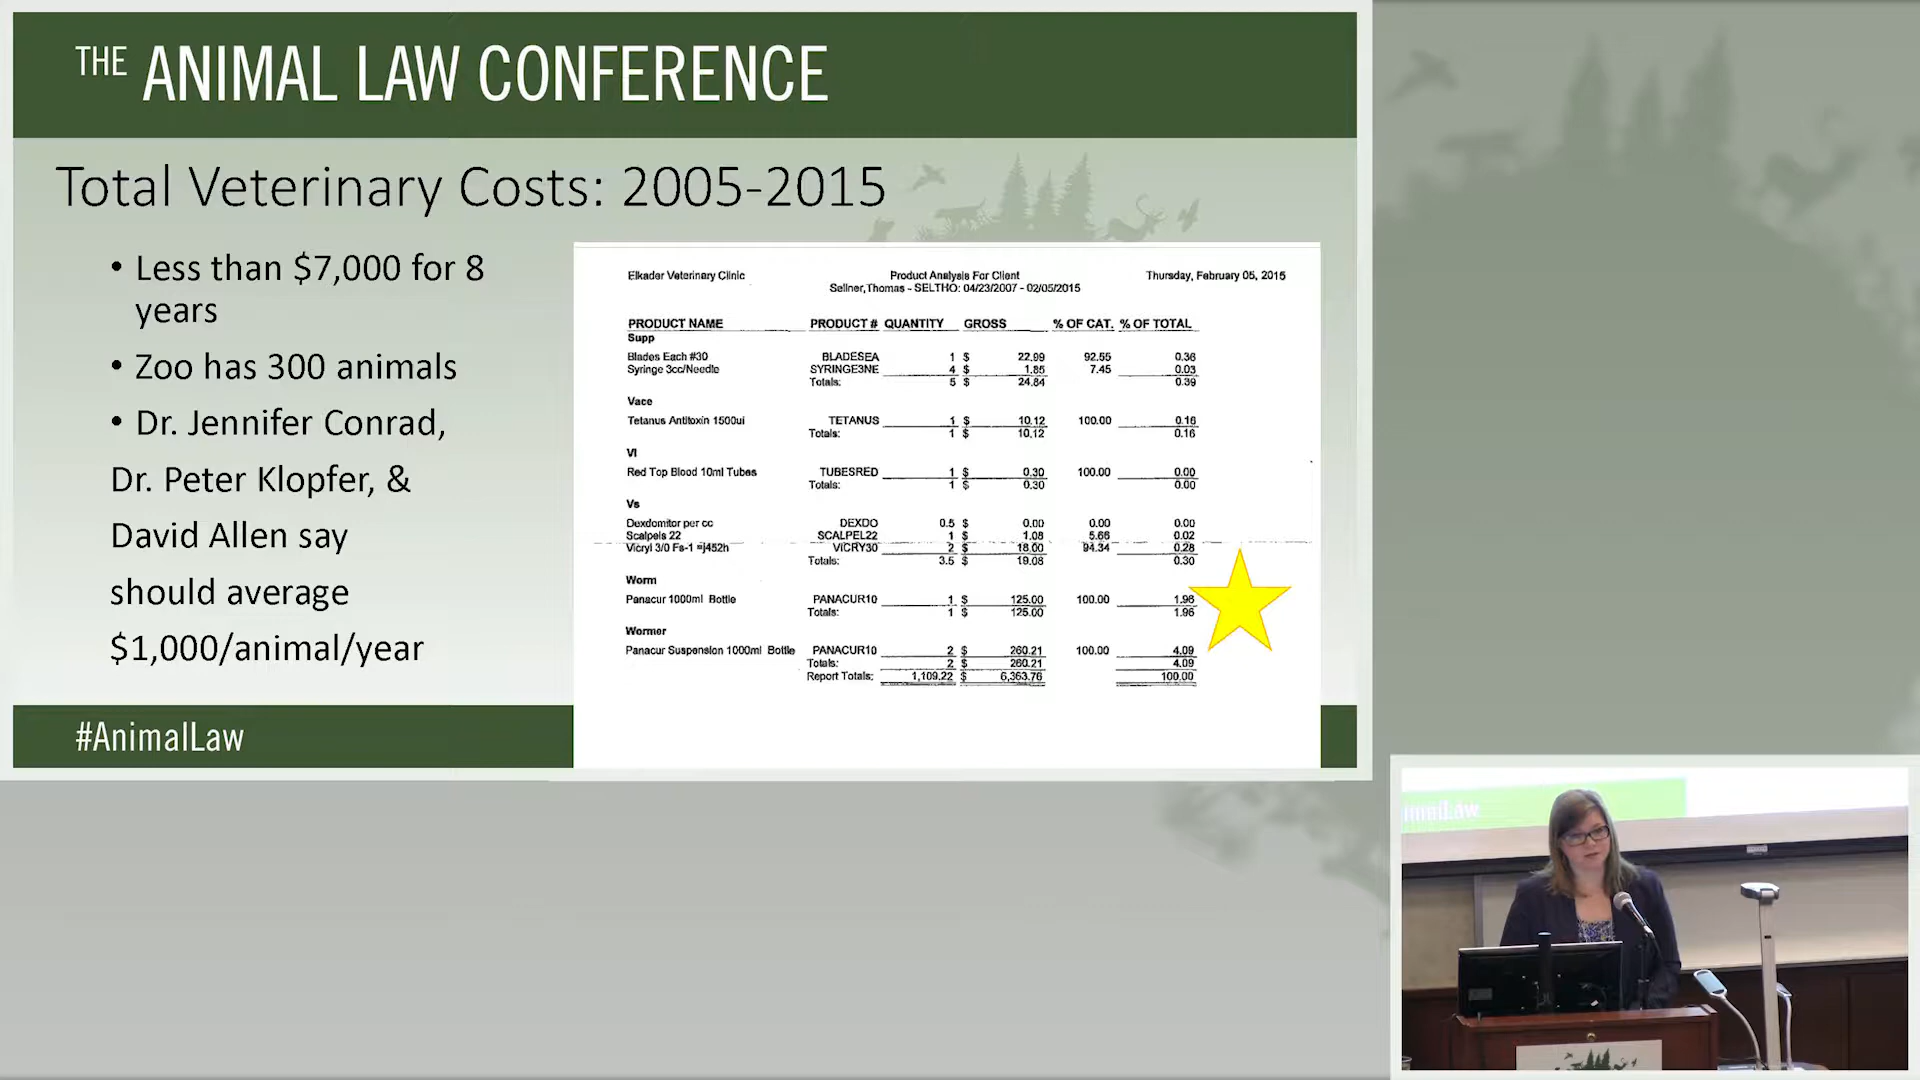 THE ANIMAL LAW CONFERENCE
Total Veterinary Costs: 2005-2015
• Less than $7,000 for 8
years
• Zoo has 300 animals
• Dr. Jennifer Conrad,
Dr. Peter Klopfer, &
David Allen say
should average
$1,000/animal/year
Elkader Veterinary Clinic Product Analysis For Client Thursday, February 05, 2015
Sellner,Thomas - SELTHO: 04/23/2007 - 02/05/2015
PRODUCT NAME PRODUCT # QUANTITY GROSS % OF CAT. % OF TOTAL
Supp
Blades Each #30 BLADESEA 1 $ 22.99 92.55 0.36
Syringe 3cc/Needle SYRINGE3NE 4 $ 1.85 7.45 0.03
Totals: 5 $ 24.84 0.39
Vacc
Tetanus Antitoxin 1500ui TETANUS 1 $ 10.12 100.00 0.16
Totals: 1 $ 10.12 0.16
Vl
Red Top Blood 10ml Tubes TUBESRED 1 $ 0.30 100.00 0.00
Totals: 1 $ 0.30 0.00
Vs
Dexdomitor per cc DEXDO 0.5 $ 0.00 0.00 0.00
Scalpels 22 SCALPEL22 1 $ 1.08 5.66 0.02
Vicryl 3/0 Fs-1 =j452h VICRY30 2 $ 18.00 94.34 0.28
Totals: 3.5 $ 19.08 0.30
Worm
Panacur 1000ml Bottle PANACUR10 1 $ 125.00 100.00 1.96
Totals: 1 $ 125.00 1.96
Wormer
Panacur Suspension 1000ml Bottle PANACUR10 2 $ 260.21 100.00 4.09
Totals: 2 $ 260.21 4.09
Report Totals: 1,109.22 $ 6,363.76 100.00
#AnimalLaw
imalLaw